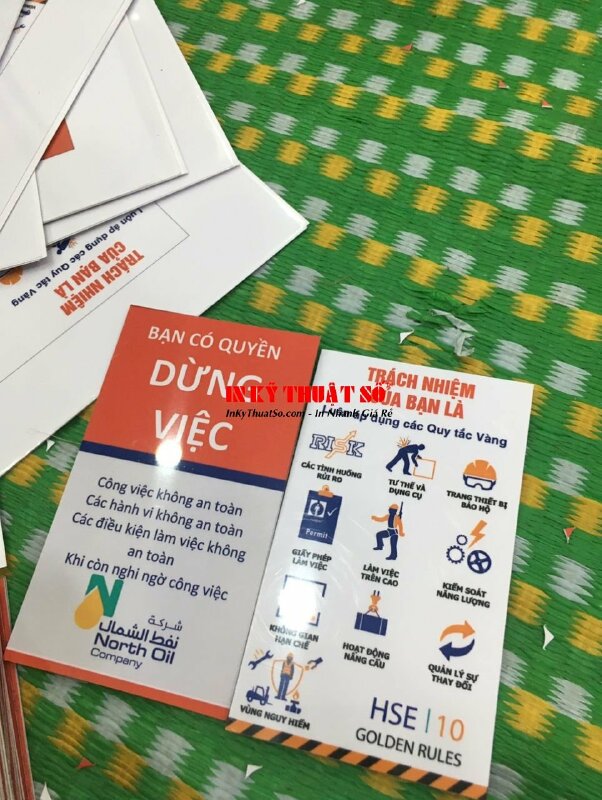 TRÁCH NHIỆM
CỦA BẠN LÀ
Luôn áp dụng các Quy tắc Vàng
BẠN CÓ QUYỀN
DỪNG
VIỆC
Công việc không an toàn
Các hành vi không an toàn
Các điều kiện làm việc không
an toàn
Khi còn nghi ngờ công việc
شركة
نفط الشمال
North Oil
Company
INKỸ THUẬT SỐ
InKyThuatSo.com - In Nhanh Giá Rẻ
TRÁCH NHIỆM
CỦA BẠN LÀ
áp dụng các Quy tắc Vàng
RISK
CÁC TÌNH HUỐNG
RỦI RO
TƯ THẾ VÀ
DỤNG CỤ
TRANG THIẾT BỊ
BẢO HỘ
Permit
GIẤY PHÉP
LÀM VIỆC
LÀM VIỆC
TRÊN CAO
KIỂM SOÁT
NĂNG LƯỢNG
KHÔNG GIAN
HẠN CHẾ
HOẠT ĐỘNG
NÂNG CẨU
QUẢN LÝ SỰ
THAY ĐỔI
VÙNG NGUY HIỂM
HSE | 10
GOLDEN RULES